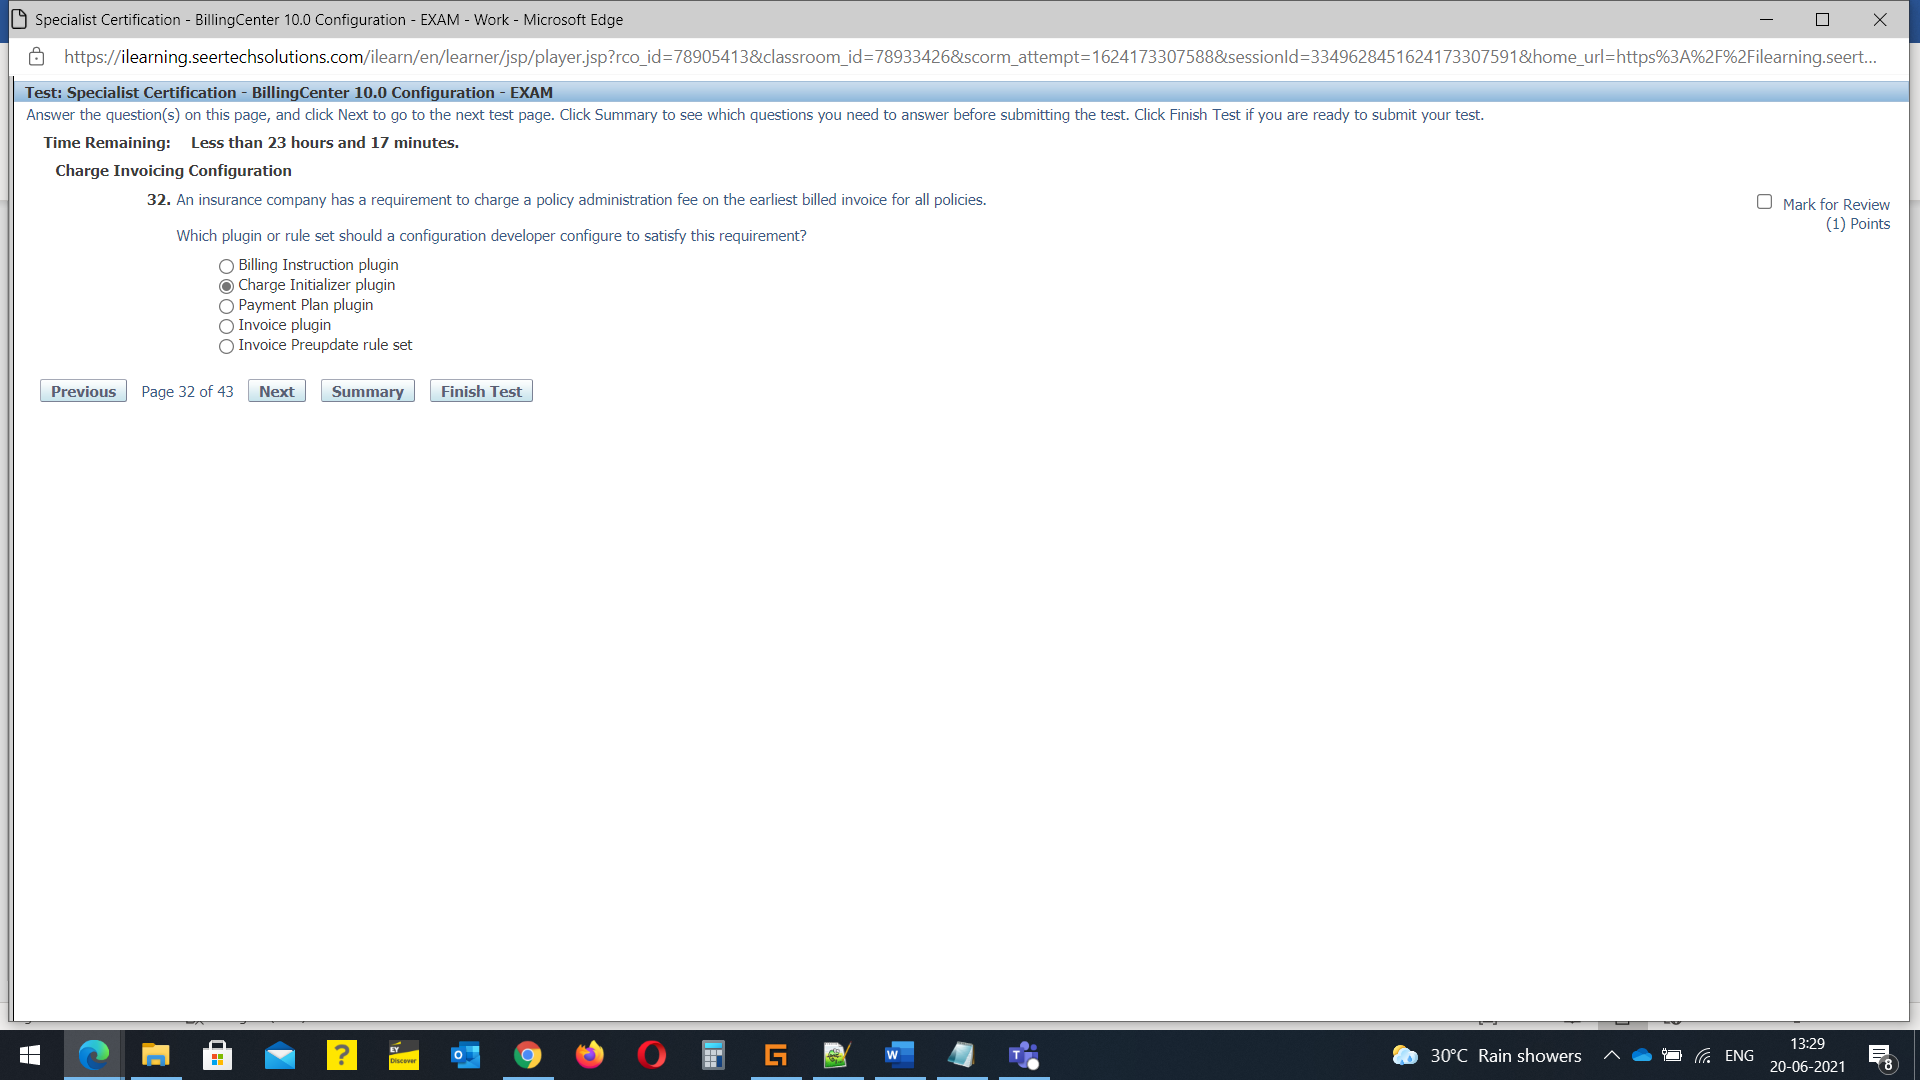 Specialist Certification - BillingCenter 10.0 Configuration - EXAM - Work - Microsoft Edge
https://ilearning.seertechsolutions.com/ilearn/en/learner/jsp/player.jsp?rco_id=78905413&classroom_id=78933426&scorm_attempt=1624173307588&sessionId=3349628451624173307591&home_url=https%3A%2F%2Filearning.seert...
Test: Specialist Certification - BillingCenter 10.0 Configuration - EXAM
Answer the question(s) on this page, and click Next to go to the next test page. Click Summary to see which questions you need to answer before submitting the test. Click Finish Test if you are ready to submit your test.
Time Remaining: Less than 23 hours and 17 minutes.
Charge Invoicing Configuration
32. An insurance company has a requirement to charge a policy administration fee on the earliest billed invoice for all policies.
Mark for Review
(1) Points
Which plugin or rule set should a configuration developer configure to satisfy this requirement?
Billing Instruction plugin
Charge Initializer plugin
Payment Plan plugin
Invoice plugin
Invoice Preupdate rule set
Previous Page 32 of 43 Next Summary Finish Test
EY
Discover
30°C Rain showers
ENG
13:29
20-06-2021
8